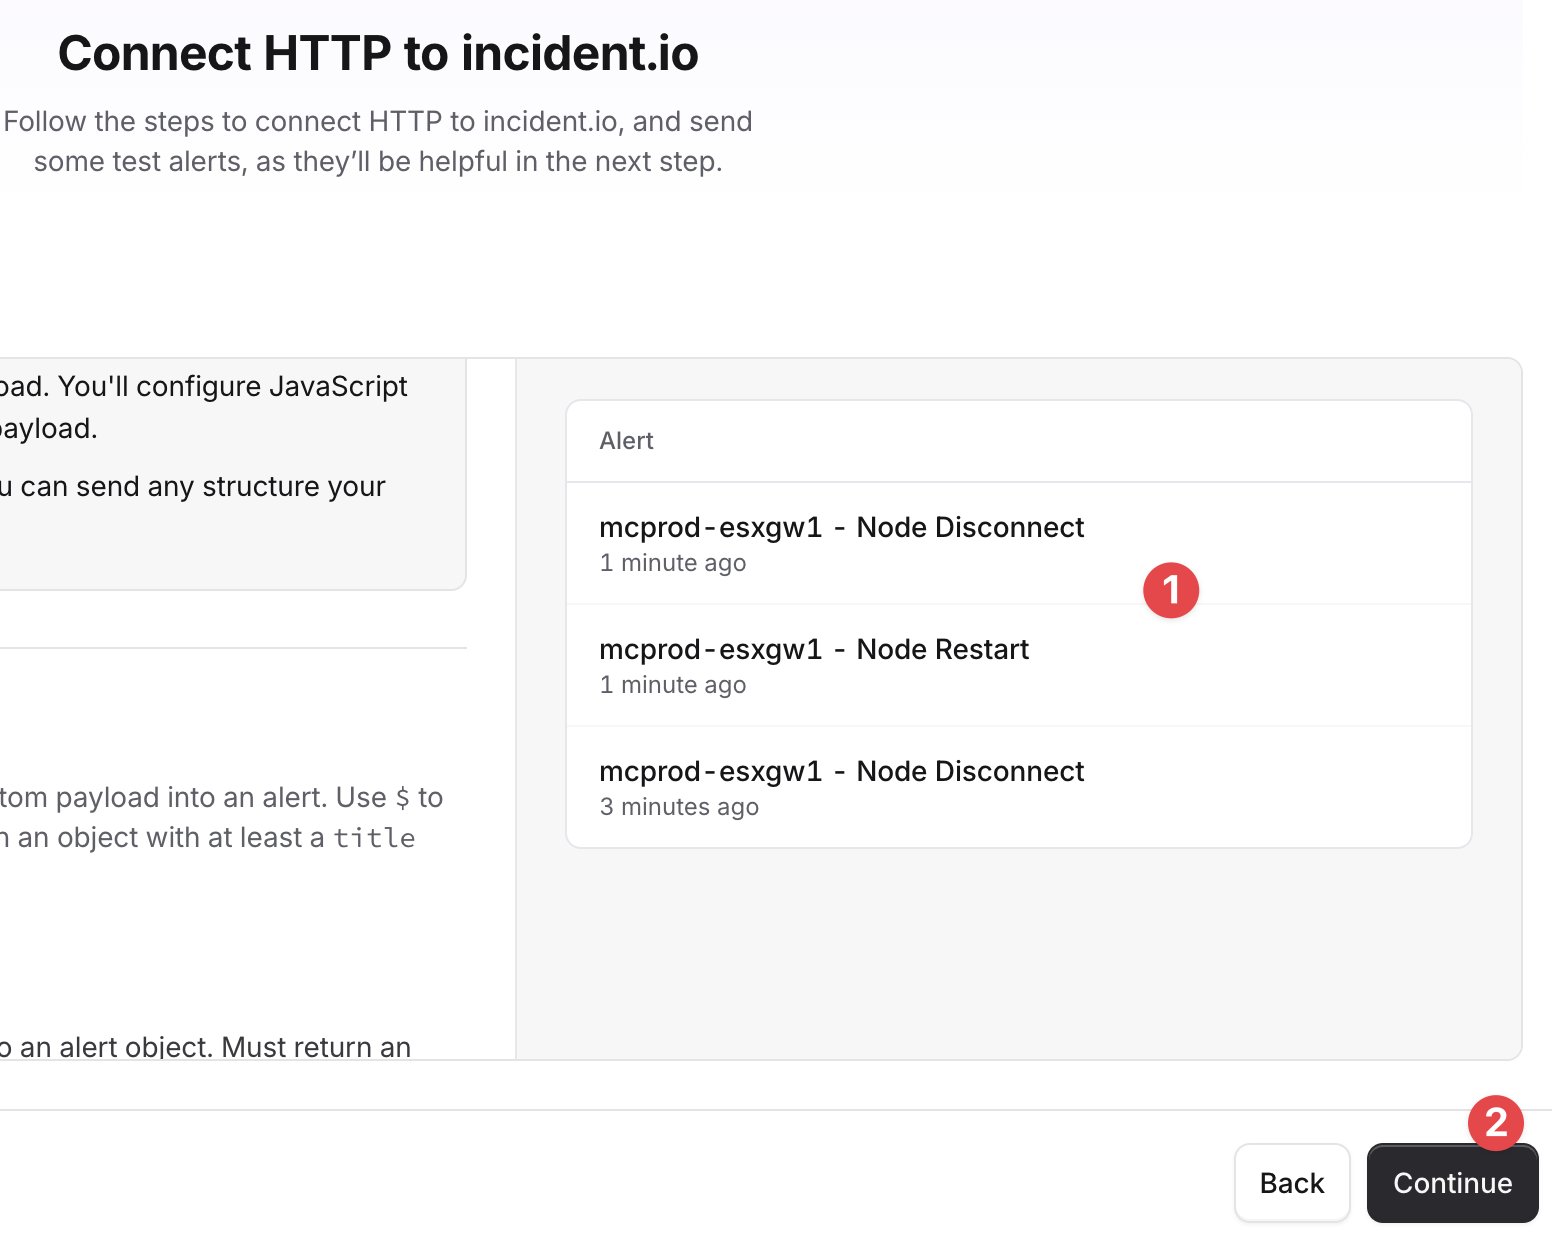 Connect HTTP to incident.io
Follow the steps to connect HTTP to incident.io, and send
some test alerts, as they’ll be helpful in the next step.
oad. You'll configure JavaScript
payload.
u can send any structure your
tom payload into an alert. Use $ to
n an object with at least a title
o an alert object. Must return an
Alert
mcprod-esxgw1 - Node Disconnect
1 minute ago
1
mcprod-esxgw1 - Node Restart
1 minute ago
mcprod-esxgw1 - Node Disconnect
3 minutes ago
2
Back
Continue